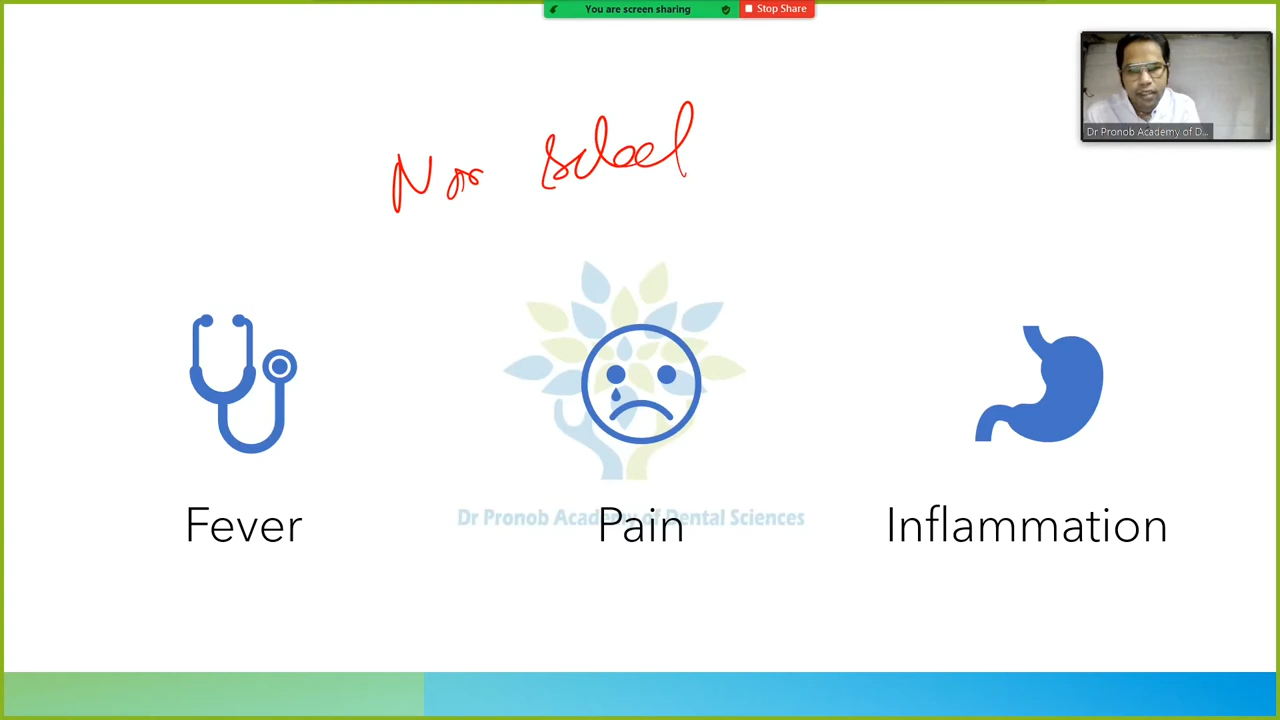 You are screen sharing Stop Share
Dr Pronob Academy of D...
Non
Dr Pronob Academy of Dental Sciences
Fever Pain Inflammation